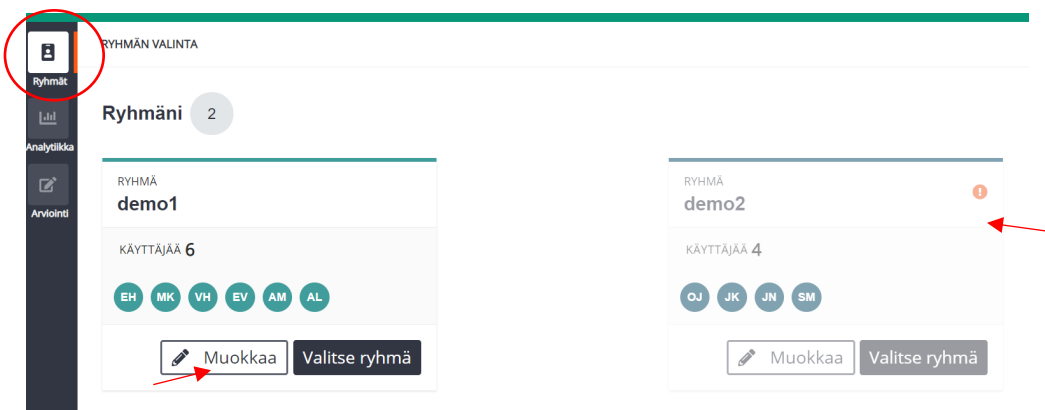 RYHMÄN VALINTA
Ryhmät
Analytiikka
Arviointi
Ryhmäni 2
RYHMÄ
demo1
KÄYTTÄJÄÄ 6
EH MK VH EV AM AL
Muokkaa Valitse ryhmä
RYHMÄ
demo2
KÄYTTÄJÄÄ 4
OJ JK JN SM
Muokkaa Valitse ryhmä